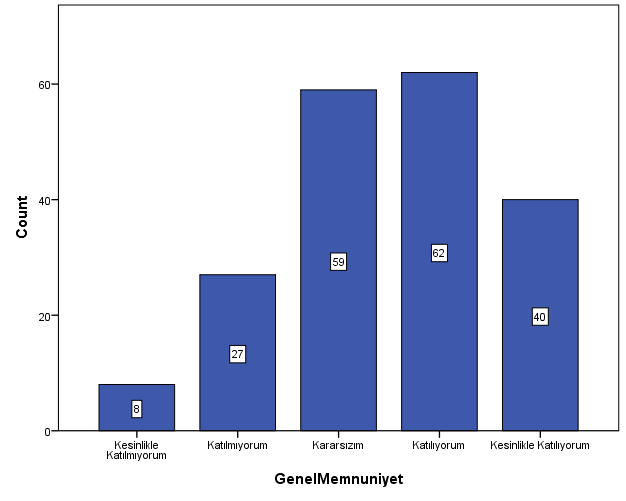 60
40
20
0
Count
8
27
59
62
40
Kesinlikle
Katılmıyorum
Katılmıyorum
Kararsızım
Katılıyorum
Kesinlikle Katılıyorum
GenelMemnuniyet